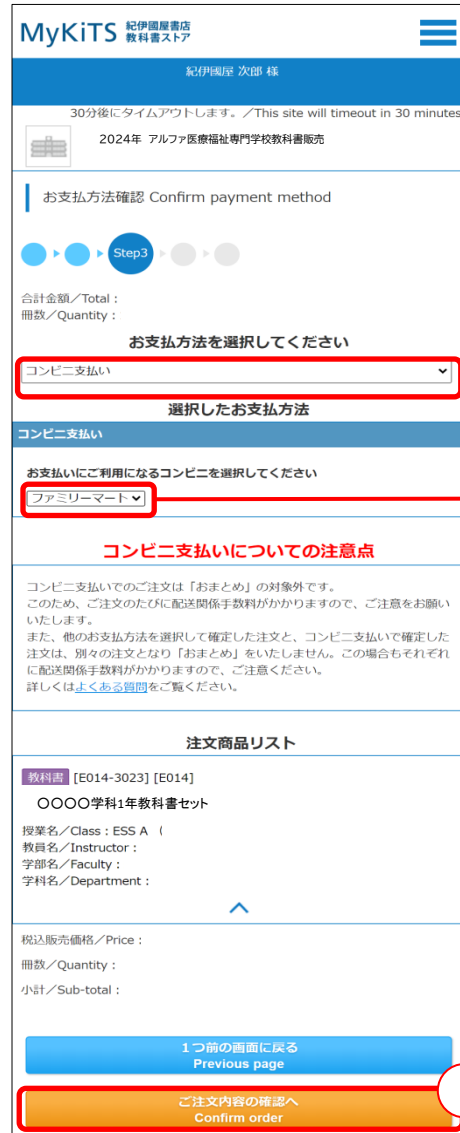 MyKiTS 紀伊國屋書店
教科書ストア
紀伊國屋 次郎 様
30分後にタイムアウトします。／This site will timeout in 30 minutes
2024年 アルファ医療福祉専門学校教科書販売
お支払方法確認 Confirm payment method
Step3
合計金額／Total：
冊数／Quantity：
お支払方法を選択してください
コンビニ支払い
選択したお支払方法
コンビニ支払い
お支払いにご利用になるコンビニを選択してください
ファミリーマート
コンビニ支払いについての注意点
コンビニ支払いでのご注文は「おまとめ」の対象外です。
このため、ご注文のたびに配送関係手数料がかかりますので、ご注意をお願い
いたします。
また、他のお支払方法を選択して確定した注文と、コンビニ支払いで確定した
注文は、別々の注文となり「おまとめ」をいたしません。この場合もそれぞれ
に配送関係手数料がかかりますので、ご注意ください。
詳しくはよくある質問をご覧ください。
注文商品リスト
教科書 [E014-3023] [E014]
〇〇〇〇学科1年教科書セット
授業名／Class：ESS A （
教員名／Instructor：
学部名／Faculty：
学科名／Department：
税込販売価格／Price：
冊数／Quantity：
小計／Sub-total：
1つ前の画面に戻る
Previous page
ご注文内容の確認へ
Confirm order